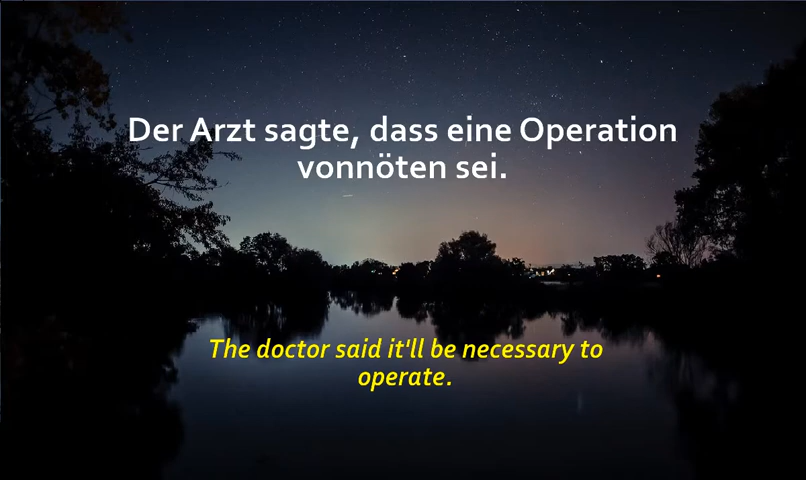 Der Arzt sagte, dass eine Operation
vonnöten sei.
The doctor said it'll be necessary to
operate.